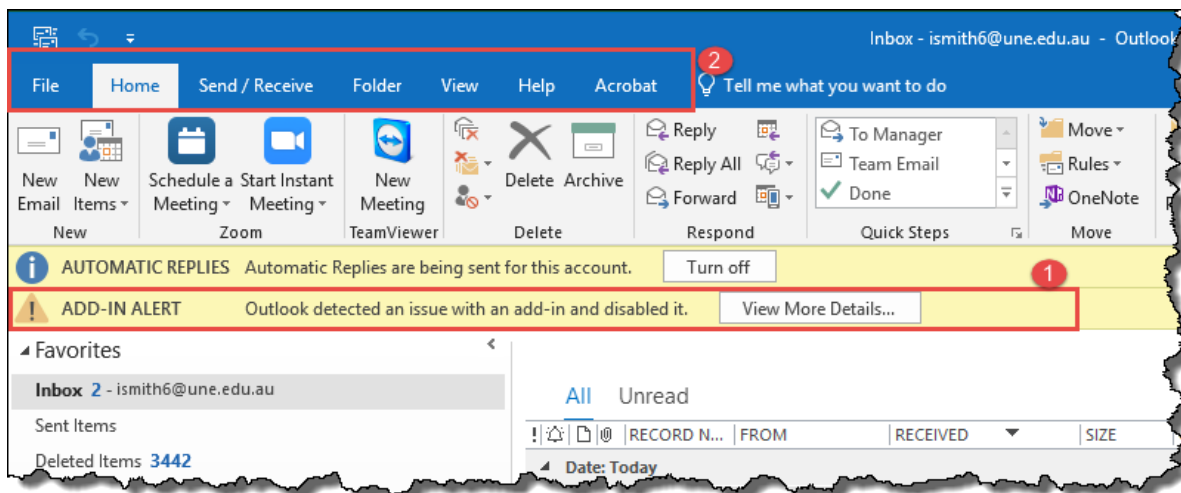 Inbox - ismith6@une.edu.au - Outlook
2
File Home Send / Receive Folder View Help Acrobat Tell me what you want to do
New Email
New Items
Schedule a Meeting
Start Instant Meeting
New Meeting
Delete
Archive
Reply
Reply All
Forward
To Manager
Team Email
Done
Move
Rules
OneNote
New Zoom TeamViewer Delete Respond Quick Steps Move
AUTOMATIC REPLIES Automatic Replies are being sent for this account. Turn off
1
ADD-IN ALERT Outlook detected an issue with an add-in and disabled it. View More Details...
Favorites
Inbox 2 - ismith6@une.edu.au
Sent Items
Deleted Items 3442
All Unread
! RECORD N... FROM RECEIVED SIZE
Date: Today